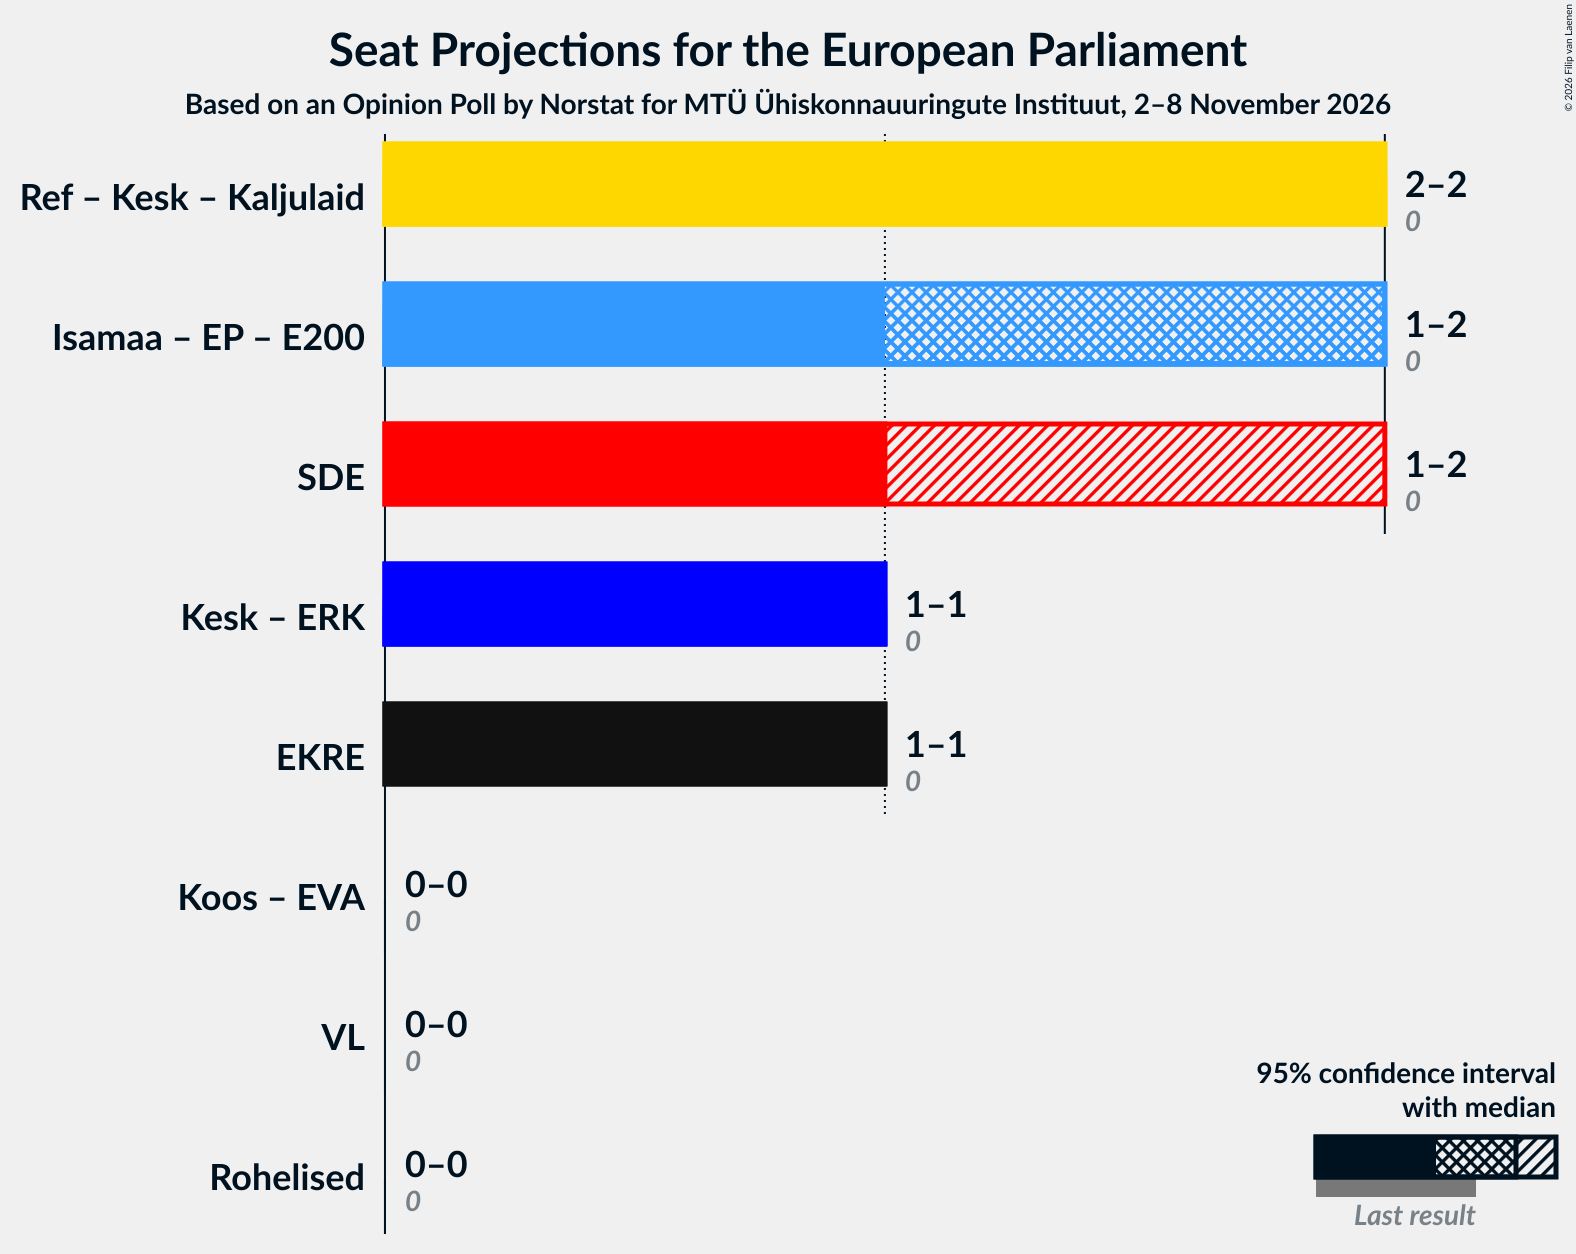 Seat Projections for the European Parliament
Based on an Opinion Poll by Norstat for MTÜ Ühiskonnauuringute Instituut, 2–8 November 2026
© 2026 Filip van Laenen
Ref – Kesk – Kaljulaid
2–2
0
Isamaa – EP – E200
1–2
0
SDE
1–2
0
Kesk – ERK
1–1
0
EKRE
1–1
0
Koos – EVA
0–0
0
VL
0–0
0
Rohelised
0–0
0
95% confidence interval
with median
Last result